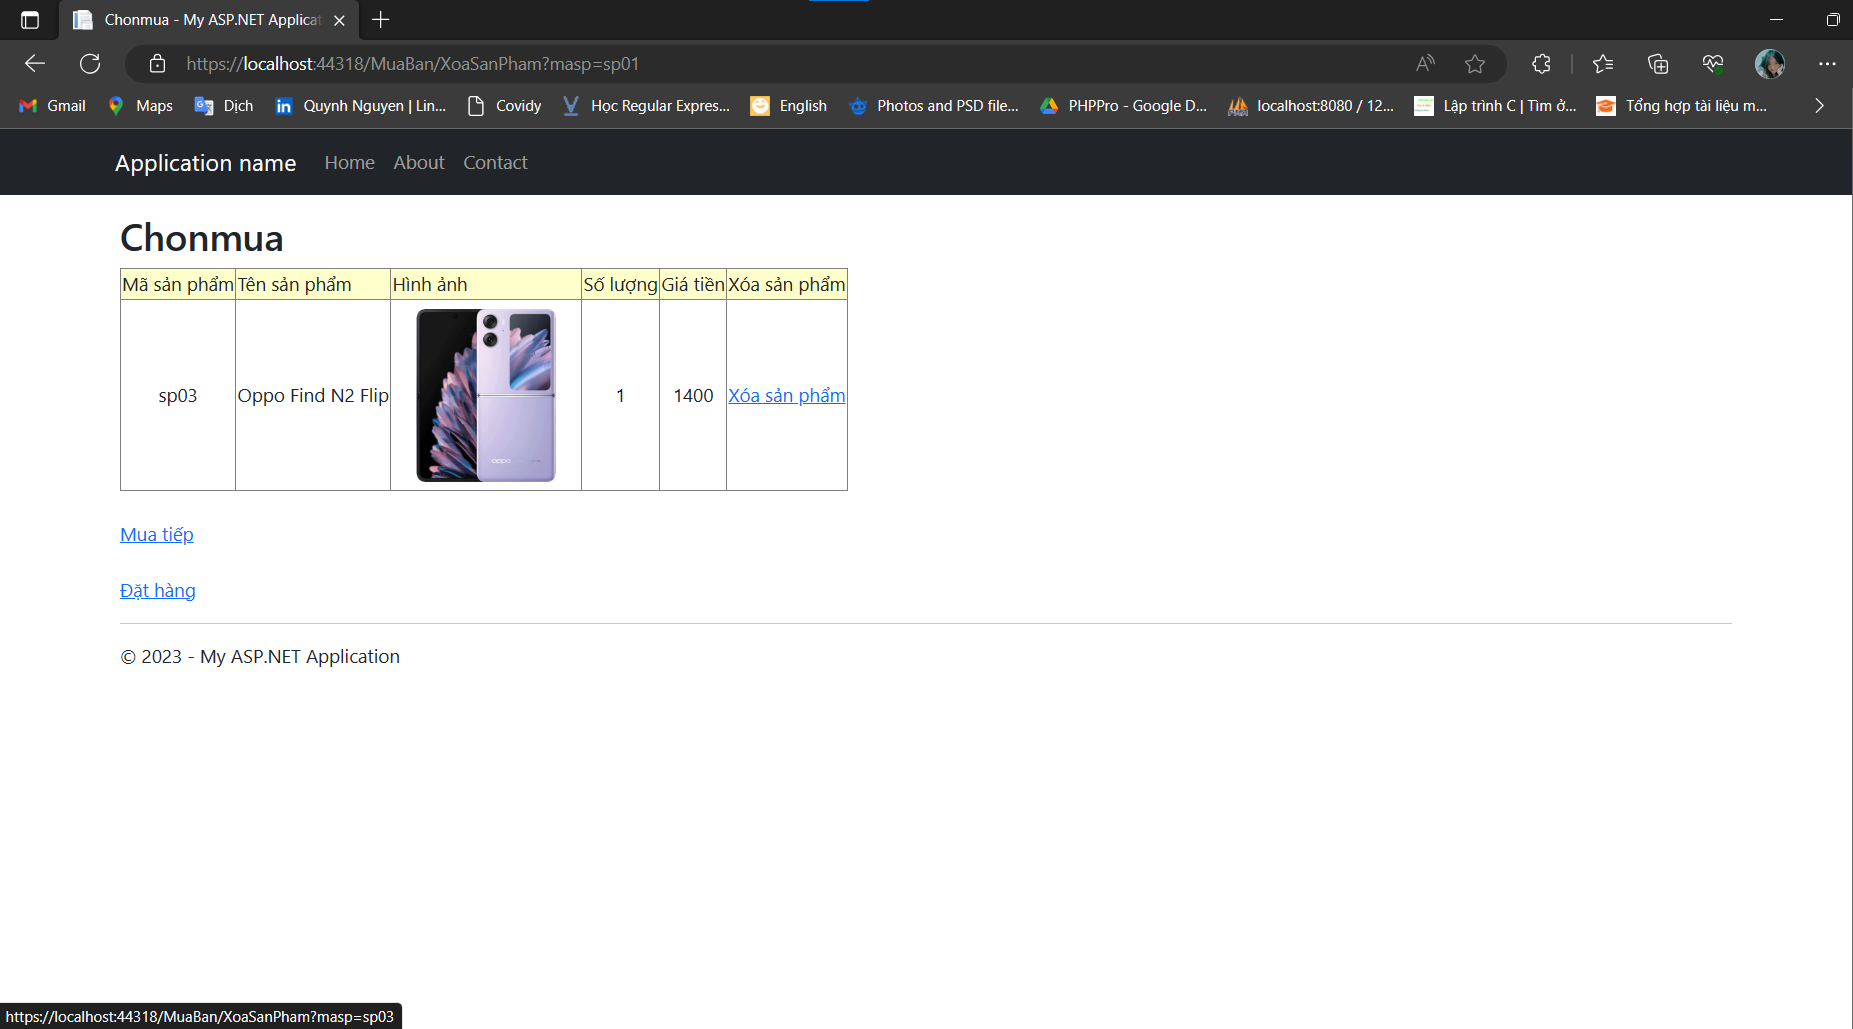 Chonmua - My ASP.NET Applicat
https://localhost:44318/MuaBan/XoaSanPham?masp=sp01
Gmail Maps Dịch Quynh Nguyen | Lin... Covidy Học Regular Expres... English Photos and PSD file... PHPPro - Google D... localhost:8080 / 12... Lập trình C | Tìm ở... Tổng hợp tài liệu m...
Application name Home About Contact
Chonmua
Mã sản phẩm Tên sản phẩm Hình ảnh Số lượng Giá tiền Xóa sản phẩm
sp03 Oppo Find N2 Flip 1 1400 Xóa sản phẩm
oppo
Mua tiếp
Đặt hàng
© 2023 - My ASP.NET Application
https://localhost:44318/MuaBan/XoaSanPham?masp=sp03